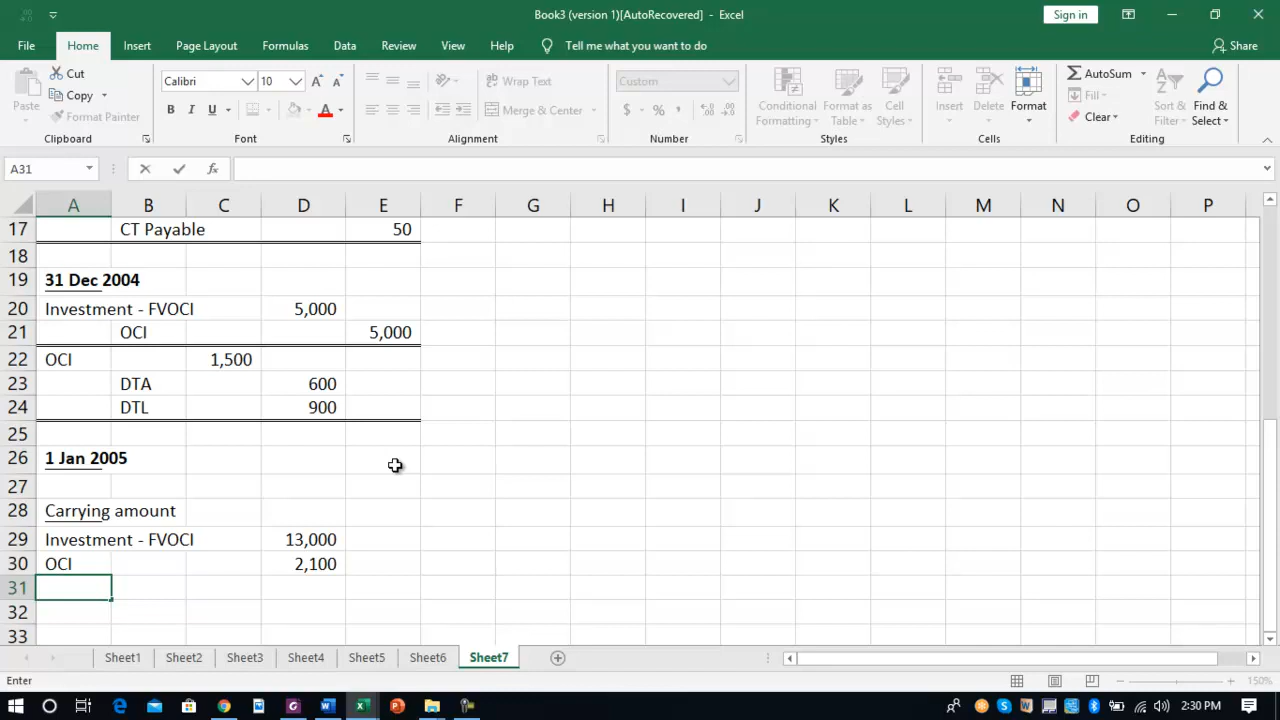 Book3 (version 1)[AutoRecovered] - Excel
Sign in
File Home Insert Page Layout Formulas Data Review View Help Tell me what you want to do Share
Cut
Copy
Format Painter
Paste
Clipboard
Calibri 10
B I U A
Font
Wrap Text
Merge & Center
Alignment
Custom
$ % ,
Number
Conditional Formatting
Format as Table
Cell Styles
Styles
Insert Delete Format
Cells
AutoSum
Fill
Clear
Sort & Filter
Find & Select
Editing
A31 fx
A B C D E F G H I J K L M N O P
17 CT Payable 50
18
19 31 Dec 2004
20 Investment - FVOCI 5,000
21 OCI 5,000
22 OCI 1,500
23 DTA 600
24 DTL 900
25
26 1 Jan 2005
27
28 Carrying amount
29 Investment - FVOCI 13,000
30 OCI 2,100
31
32
33
Sheet1 Sheet2 Sheet3 Sheet4 Sheet5 Sheet6 Sheet7
Enter 150%
2:30 PM